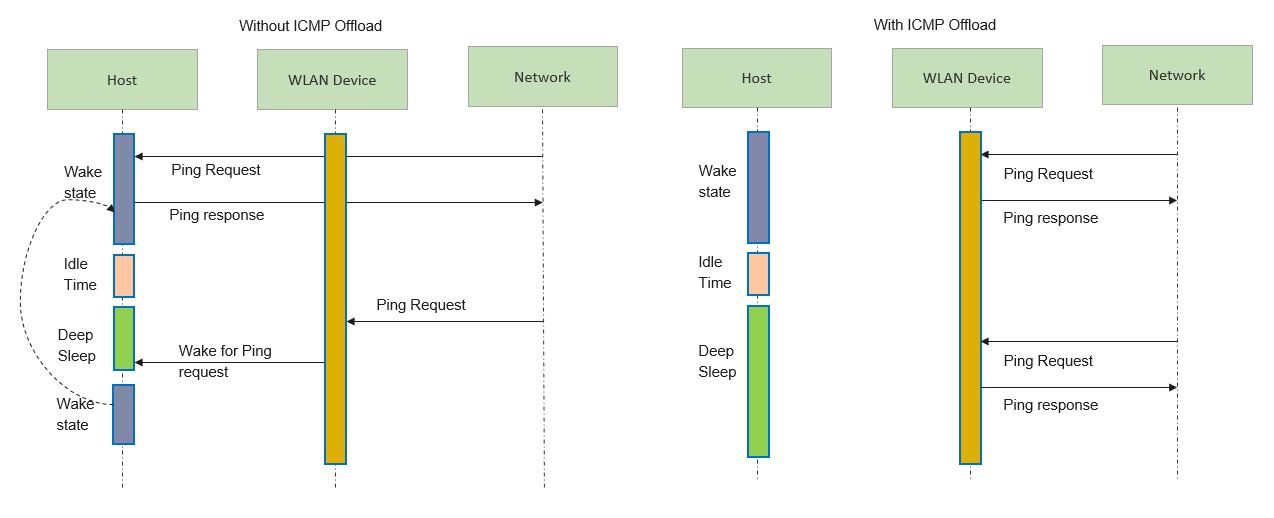 Without ICMP Offload
Host
WLAN Device
Network
Ping Request
Wake
state
Ping response
Idle
Time
Ping Request
Deep
Sleep
Wake for Ping
request
Wake
state
With ICMP Offload
Host
WLAN Device
Network
Wake
state
Ping Request
Ping response
Idle
Time
Deep
Sleep
Ping Request
Ping response